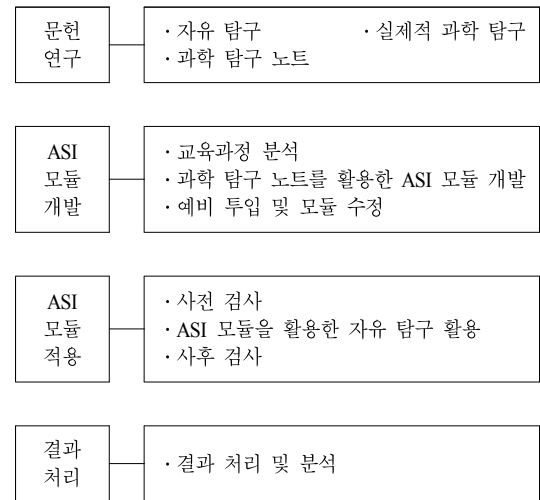 문헌
연구
· 자유 탐구 · 실제적 과학 탐구
· 과학 탐구 노트
ASI
모듈
개발
· 교육과정 분석
· 과학 탐구 노트를 활용한 ASI 모듈 개발
· 예비 투입 및 모듈 수정
ASI
모듈
적용
· 사전 검사
· ASI 모듈을 활용한 자유 탐구 활용
· 사후 검사
결과
처리
· 결과 처리 및 분석